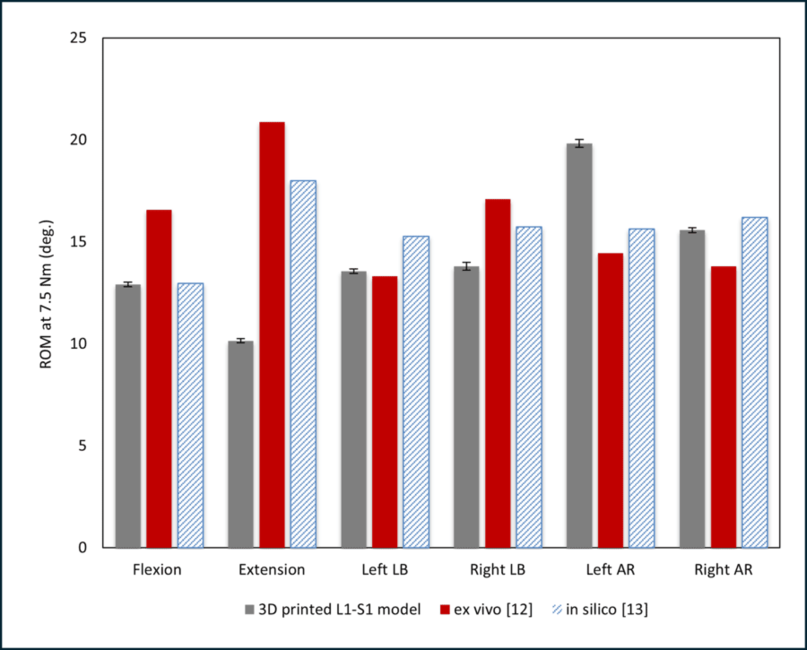 25
20
15
10
5
0
ROM at 7.5 Nm (deg.)
Flexion Extension Left LB Right LB Left AR Right AR
3D printed L1-S1 model ex vivo [12] in silico [13]